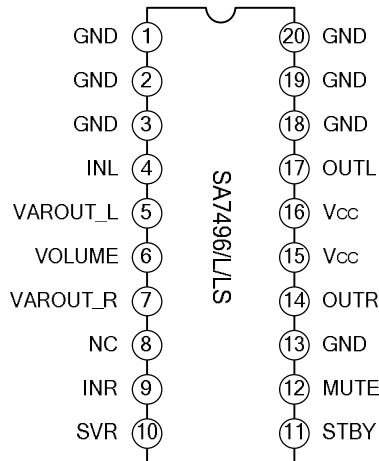 GND 1 20 GND
GND 2 19 GND
GND 3 18 GND
INL 4 17 OUTL
VAROUT_L 5 16 Vcc
VOLUME 6 15 Vcc
VAROUT_R 7 14 OUTR
NC 8 13 GND
INR 9 12 MUTE
SVR 10 11 STBY
SA7496/L/LS